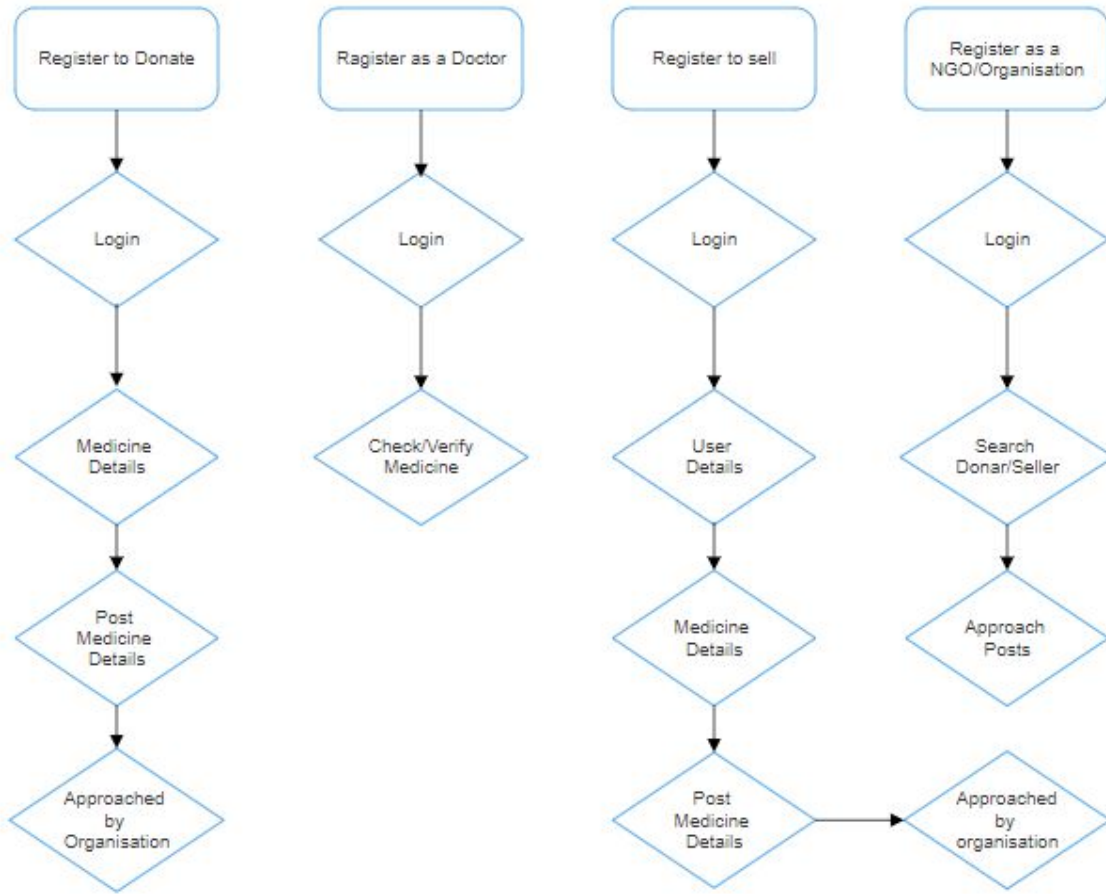 Register to Donate
Ragister as a Doctor
Register to sell
Register as a
NGO/Organisation
Login
Login
Login
Login
Medicine
Details
Check/Verify
Medicine
User
Details
Search
Donar/Seller
Post
Medicine
Details
Medicine
Details
Approach
Posts
Approached
by
Organisation
Post
Medicine
Details
Approached
by
organisation